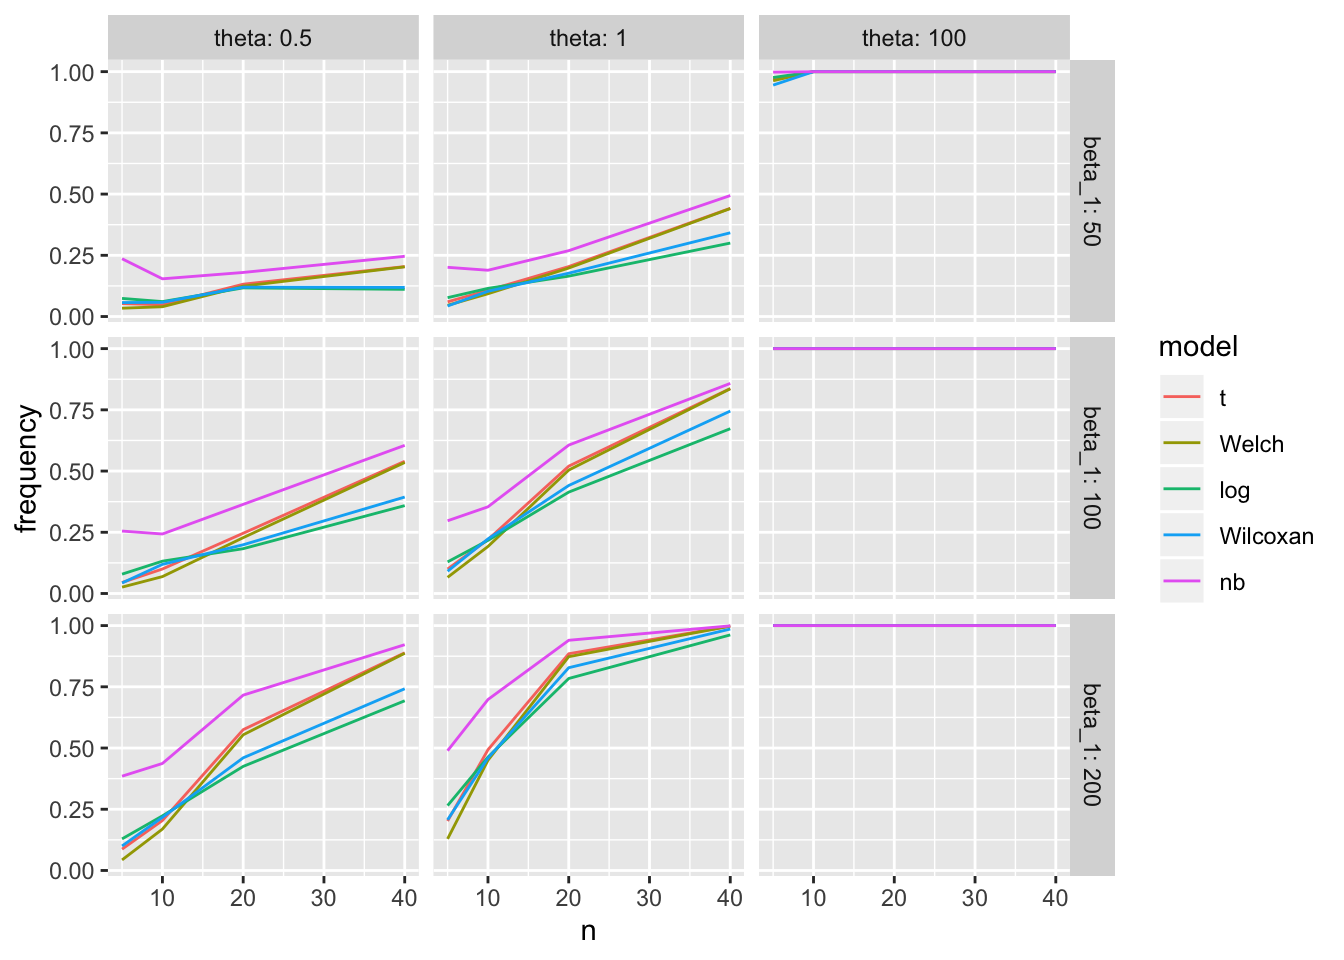 theta: 0.5
theta: 1
theta: 100
1.00
0.75
0.50
0.25
0.00
beta_1: 50
1.00
0.75
0.50
0.25
0.00
beta_1: 100
1.00
0.75
0.50
0.25
0.00
beta_1: 200
10 20 30 40
10 20 30 40
10 20 30 40
n
frequency
model
t
Welch
log
Wilcoxan
nb